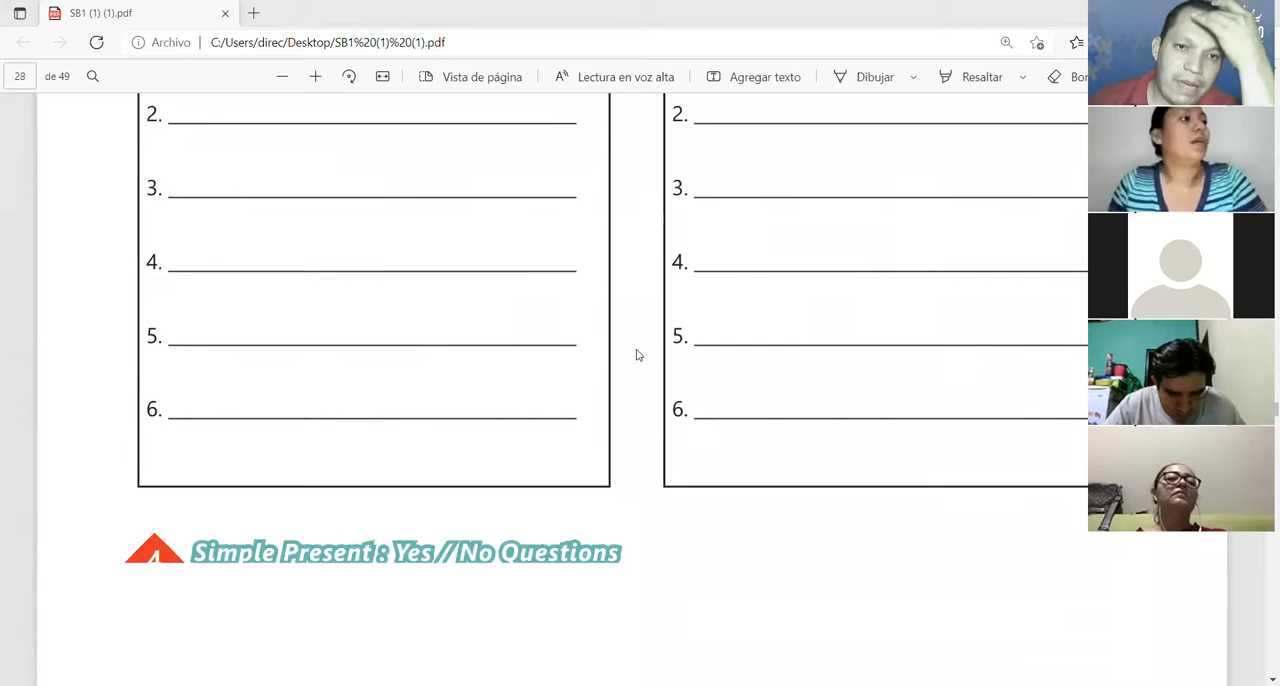 SB1 (1) (1).pdf
Archivo
C:/Users/direc/Desktop/SB1%20(1)%20(1).pdf
28 de 49
Vista de página
Lectura en voz alta
Agregar texto
Dibujar
Resaltar
Bor
2.
2.
3.
3.
4.
4.
5.
5.
6.
6.
4 Simple Present : Yes // No Questions